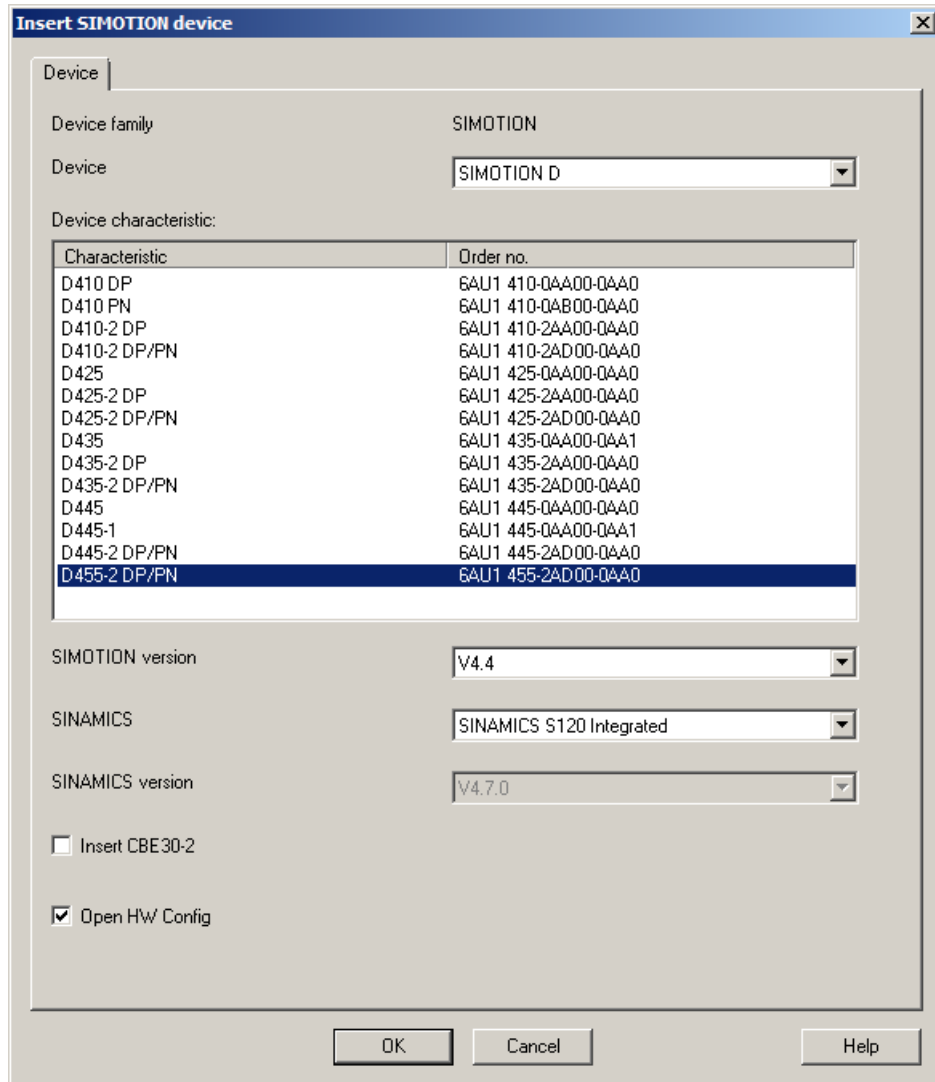 Insert SIMOTION device
Device
Device family SIMOTION
Device SIMOTION D
Device characteristic:
Characteristic Order no.
D410 DP 6AU1 410-0AA00-0AA0
D410 PN 6AU1 410-0AB00-0AA0
D410-2 DP 6AU1 410-2AA00-0AA0
D410-2 DP/PN 6AU1 410-2AD00-0AA0
D425 6AU1 425-0AA00-0AA0
D425-2 DP 6AU1 425-2AA00-0AA0
D425-2 DP/PN 6AU1 425-2AD00-0AA0
D435 6AU1 435-0AA00-0AA1
D435-2 DP 6AU1 435-2AA00-0AA0
D435-2 DP/PN 6AU1 435-2AD00-0AA0
D445 6AU1 445-0AA00-0AA0
D445-1 6AU1 445-0AA00-0AA1
D445-2 DP/PN 6AU1 445-2AD00-0AA0
D455-2 DP/PN 6AU1 455-2AD00-0AA0
SIMOTION version V4.4
SINAMICS SINAMICS S120 Integrated
SINAMICS version V4.7.0
Insert CBE30-2
Open HW Config
OK Cancel Help